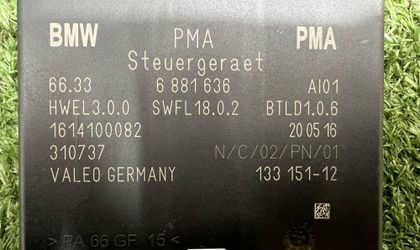 BMW PMA PMA
Steuergeraet
66.33 6 881 636 AI01
HWEL3.0.0 SWFL18.0.2 BTLD1.0.6
1614100082 20 05 16
310737 N/C/02/PN/01
VALEO GERMANY 133 151-12
>PA 66 GF 15<